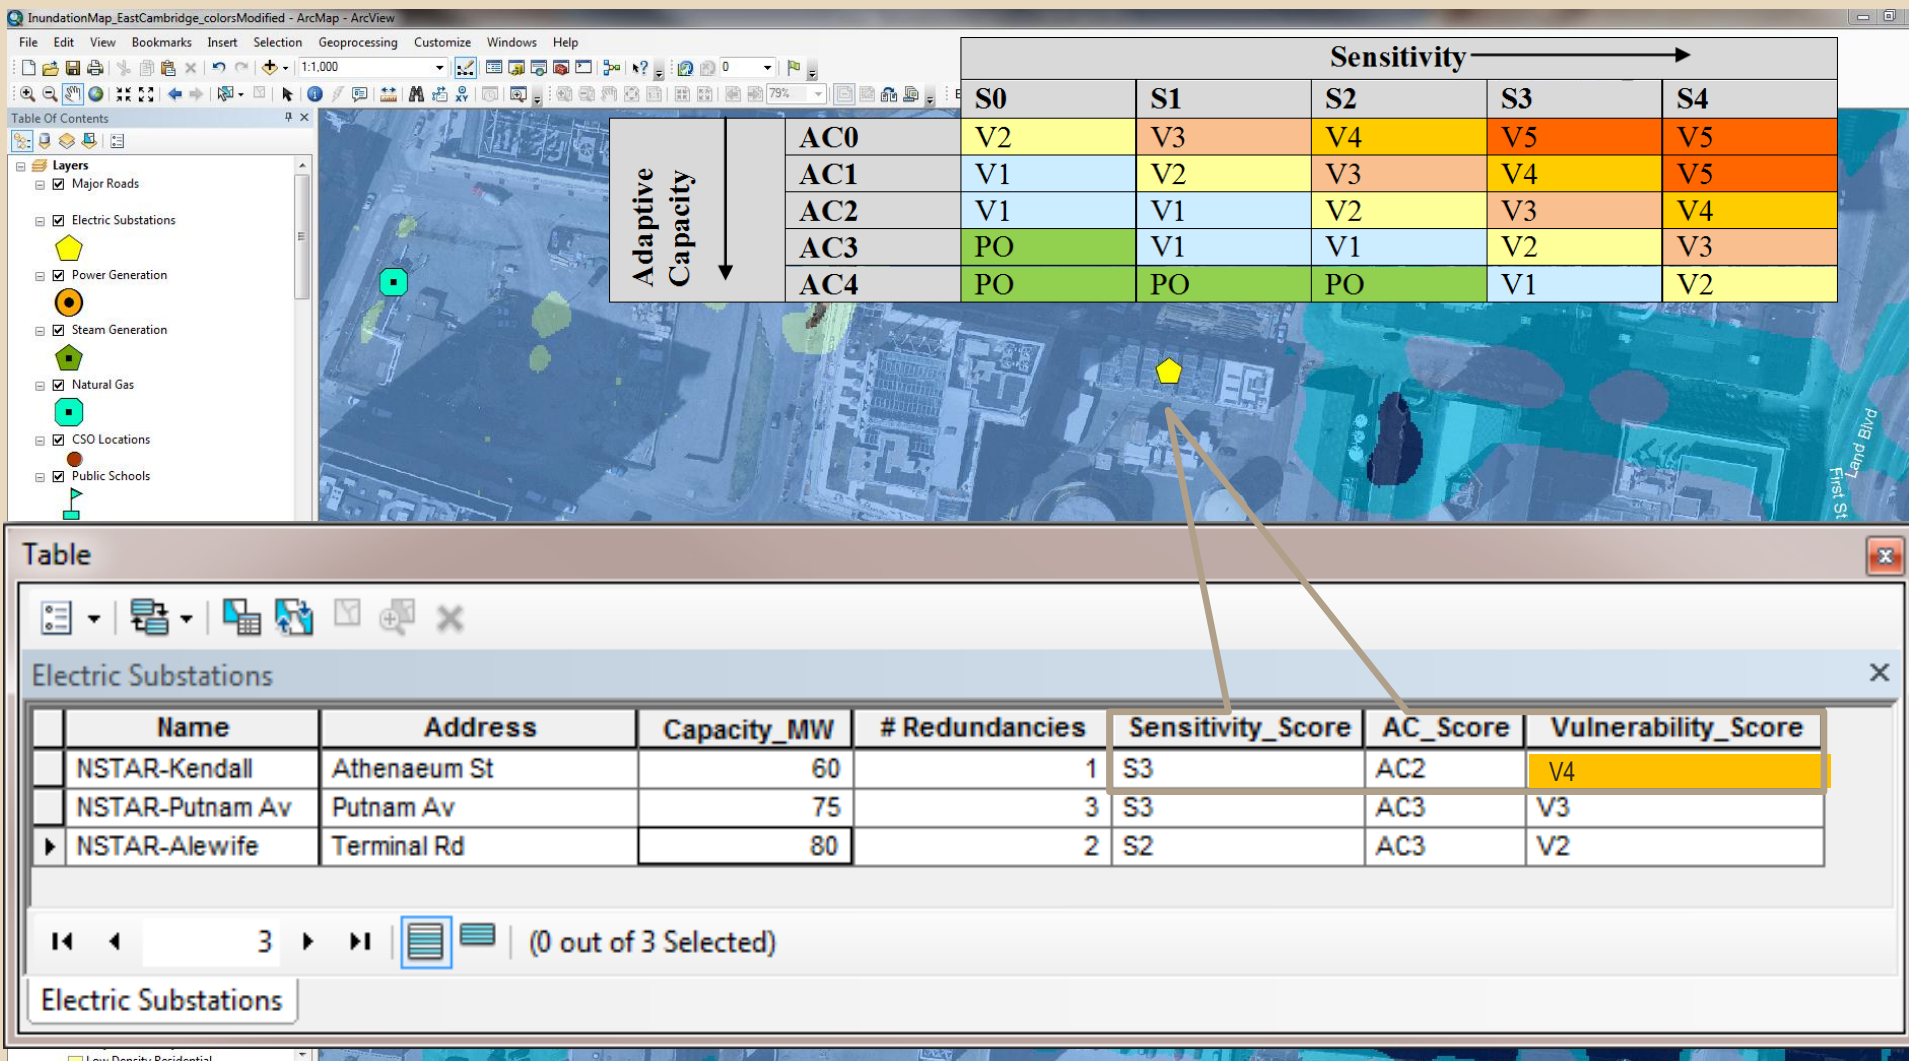 InundationMap_EastCambridge_colorsModified - ArcMap - ArcView
File Edit View Bookmarks Insert Selection Geoprocessing Customize Windows Help
1:1,000
0
79%
Table Of Contents
Layers
Major Roads
Electric Substations
Power Generation
Steam Generation
Natural Gas
CSO Locations
Public Schools
Sensitivity
S0 S1 S2 S3 S4
Adaptive
Capacity
AC0 V2 V3 V4 V5 V5
AC1 V1 V2 V3 V4 V5
AC2 V1 V1 V2 V3 V4
AC3 PO V1 V1 V2 V3
AC4 PO PO PO V1 V2
Land Blvd
First St
Table
Electric Substations
Name Address Capacity_MW # Redundancies Sensitivity_Score AC_Score Vulnerability_Score
NSTAR-Kendall Athenaeum St 60 1 S3 AC2 V4
NSTAR-Putnam Av Putnam Av 75 3 S3 AC3 V3
NSTAR-Alewife Terminal Rd 80 2 S2 AC3 V2
3 (0 out of 3 Selected)
Electric Substations
Low Density Residential